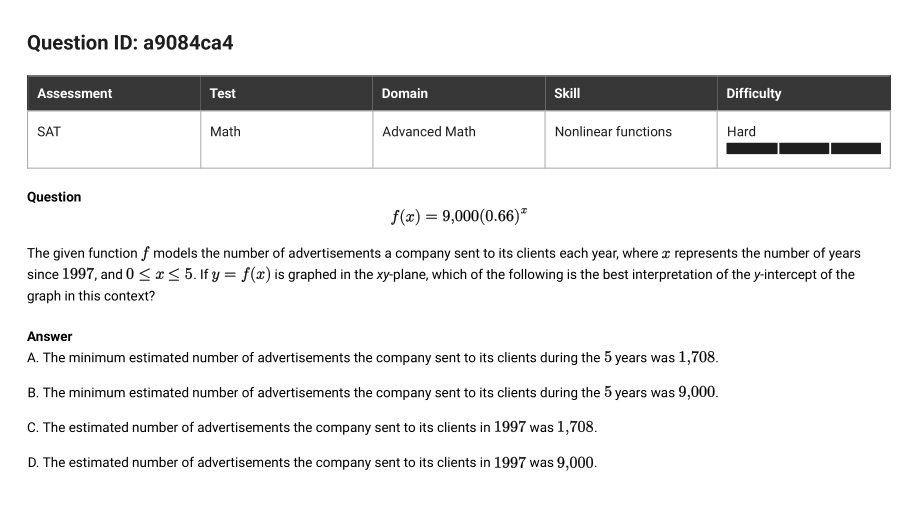 Question ID: a9084ca4
Assessment Test Domain Skill Difficulty
SAT Math Advanced Math Nonlinear functions Hard
Question
f(x) = 9,000(0.66)^x
The given function f models the number of advertisements a company sent to its clients each year, where x represents the number of years
since 1997, and 0 ≤ x ≤ 5. If y = f(x) is graphed in the xy-plane, which of the following is the best interpretation of the y-intercept of the
graph in this context?
Answer
A. The minimum estimated number of advertisements the company sent to its clients during the 5 years was 1,708.
B. The minimum estimated number of advertisements the company sent to its clients during the 5 years was 9,000.
C. The estimated number of advertisements the company sent to its clients in 1997 was 1,708.
D. The estimated number of advertisements the company sent to its clients in 1997 was 9,000.